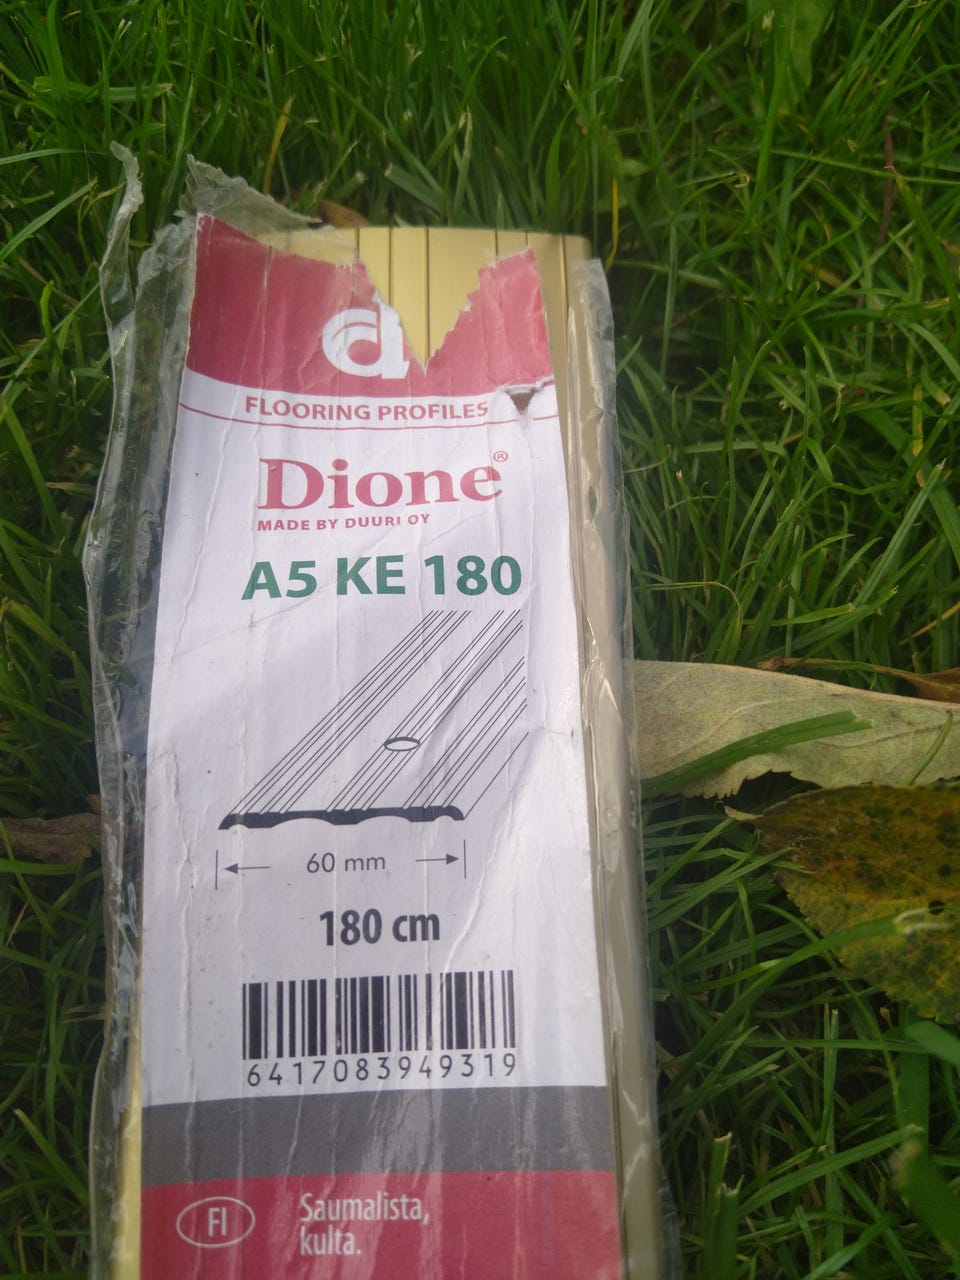 d
FLOORING PROFILES
Dione®
MADE BY DUURI OY
A5 KE 180
60 mm
180 cm
6417083949319
FI
Saumalista,
kulta.